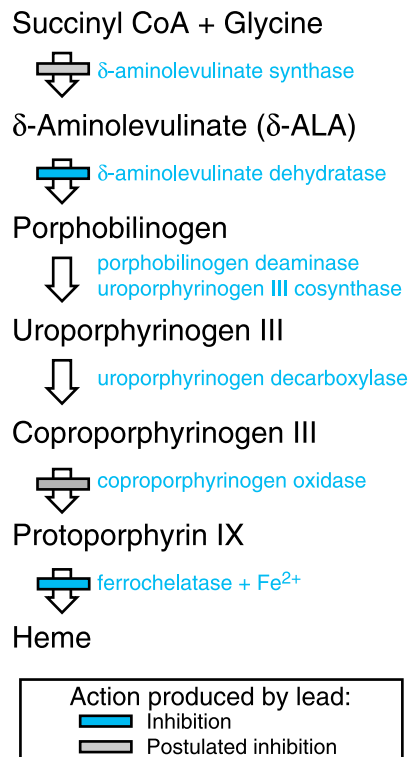 Succinyl CoA + Glycine
δ-aminolevulinate synthase
δ-Aminolevulinate (δ-ALA)
δ-aminolevulinate dehydratase
Porphobilinogen
porphobilinogen deaminase
uroporphyrinogen III cosynthase
Uroporphyrinogen III
uroporphyrinogen decarboxylase
Coproporphyrinogen III
coproporphyrinogen oxidase
Protoporphyrin IX
ferrochelatase + Fe²⁺
Heme
Action produced by lead:
Inhibition
Postulated inhibition